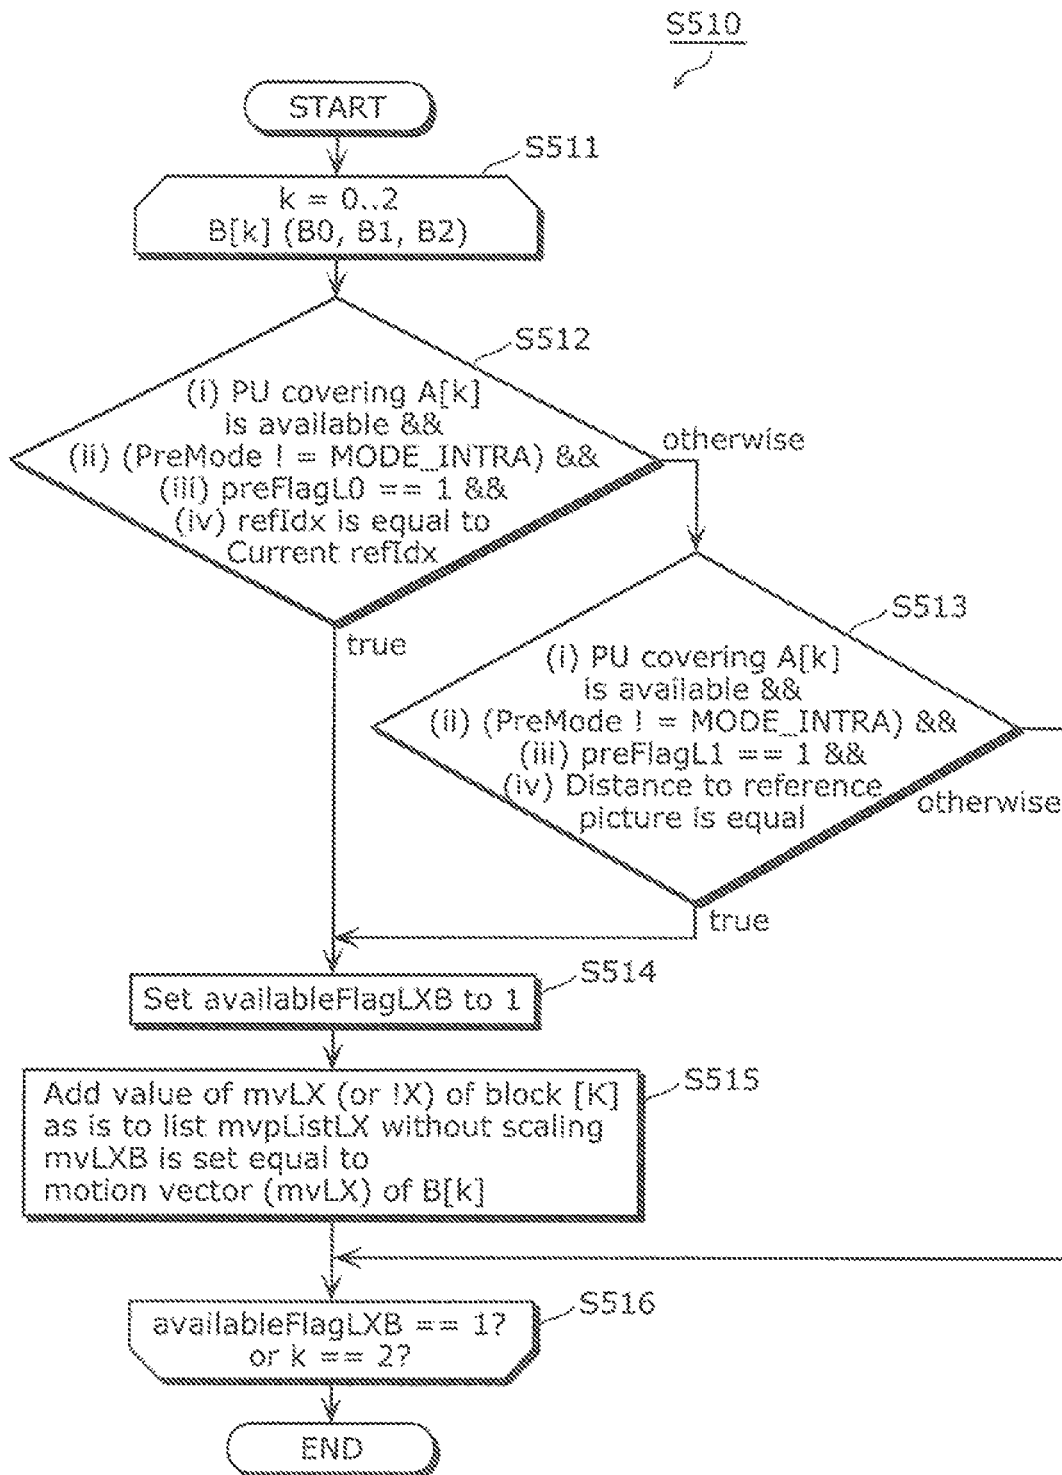 S510
START
S511
k = 0..2
B[k] (B0, B1, B2)
S512
(i) PU covering A[k]
is available &&
(ii) (PreMode ! = MODE_INTRA) &&
(iii) preFlagL0 == 1 &&
(iv) refIdx is equal to
Current refIdx
otherwise
true
S513
(i) PU covering A[k]
is available &&
(ii) (PreMode ! = MODE_INTRA) &&
(iii) preFlagL1 == 1 &&
(iv) Distance to reference
picture is equal
otherwise
true
S514
Set availableFlagLXB to 1
S515
Add value of mvLX (or !X) of block [K]
as is to list mvpListLX without scaling
mvLXB is set equal to
motion vector (mvLX) of B[k]
S516
availableFlagLXB == 1?
or k == 2?
END